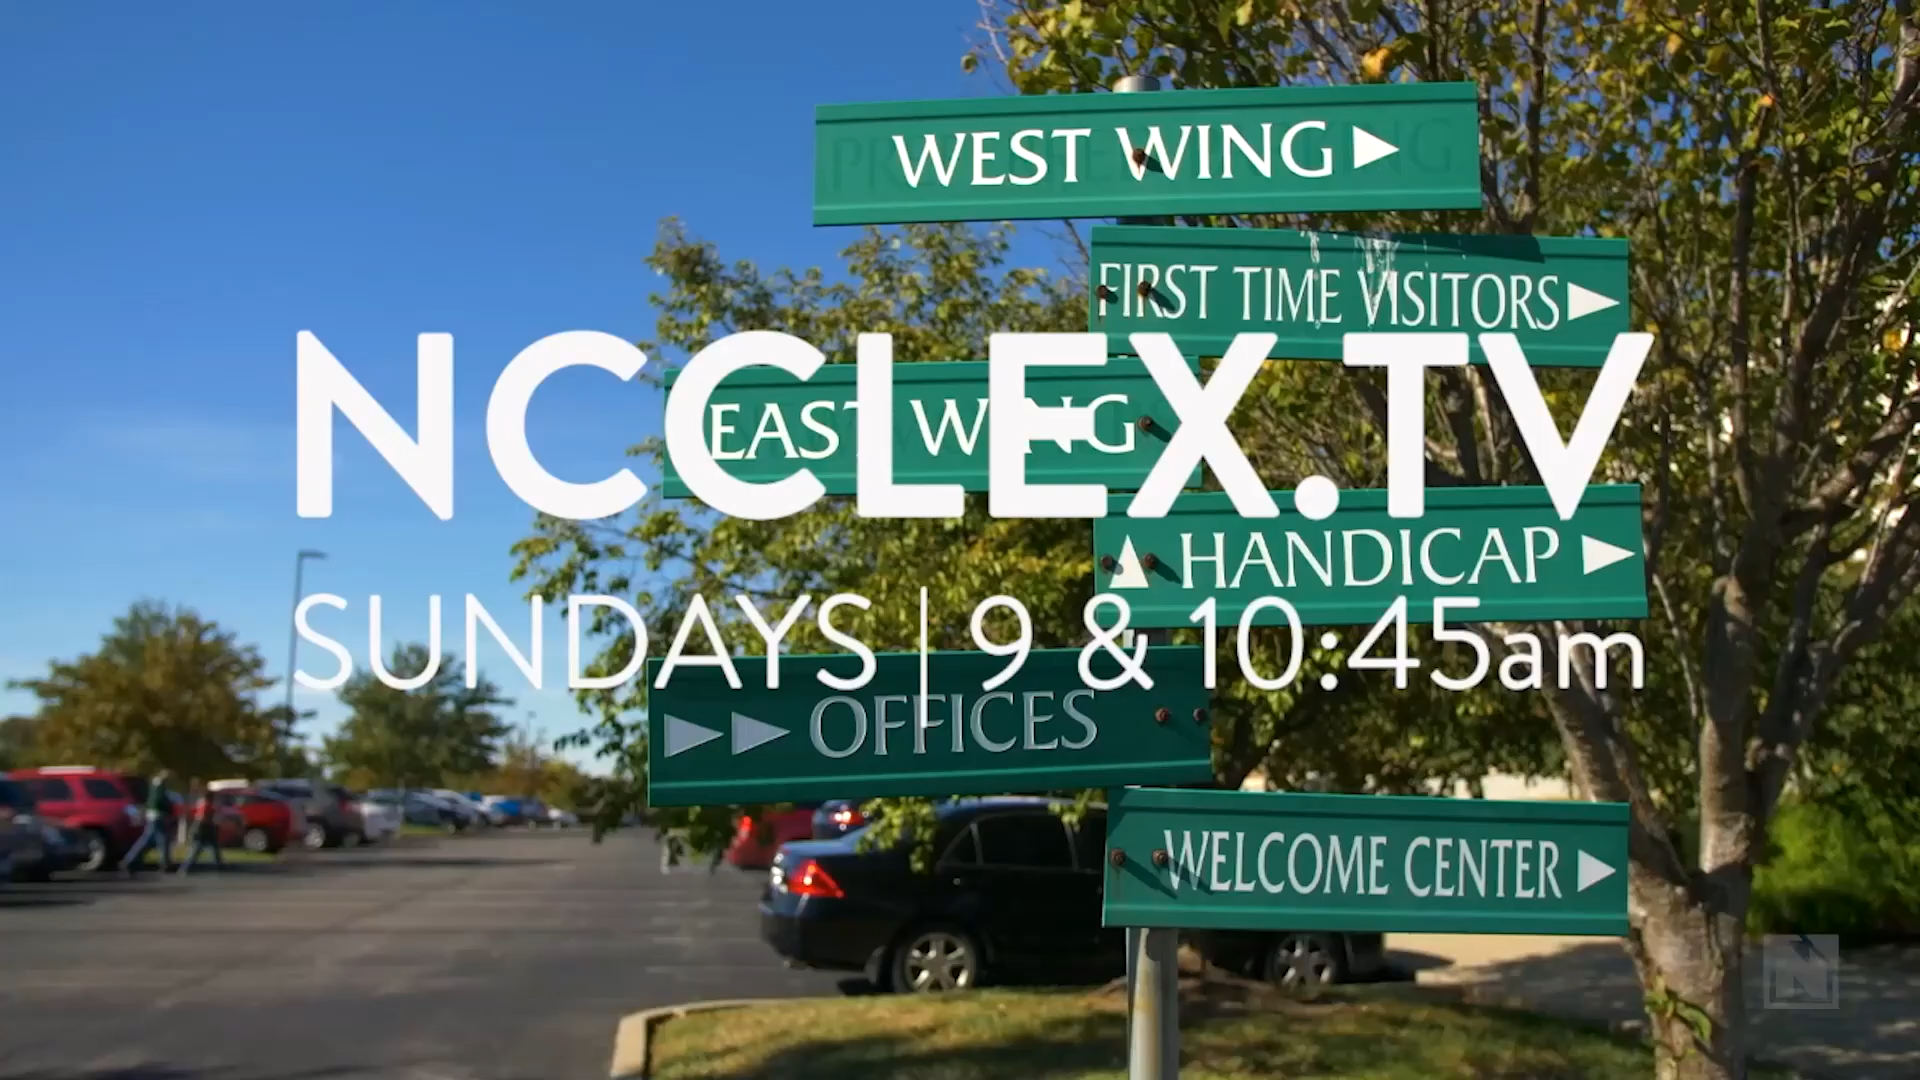 WEST WING
FIRST TIME VISITORS
NCCLEX.TV
EAST WING
HANDICAP
SUNDAYS | 9 & 10:45am
OFFICES
WELCOME CENTER
N